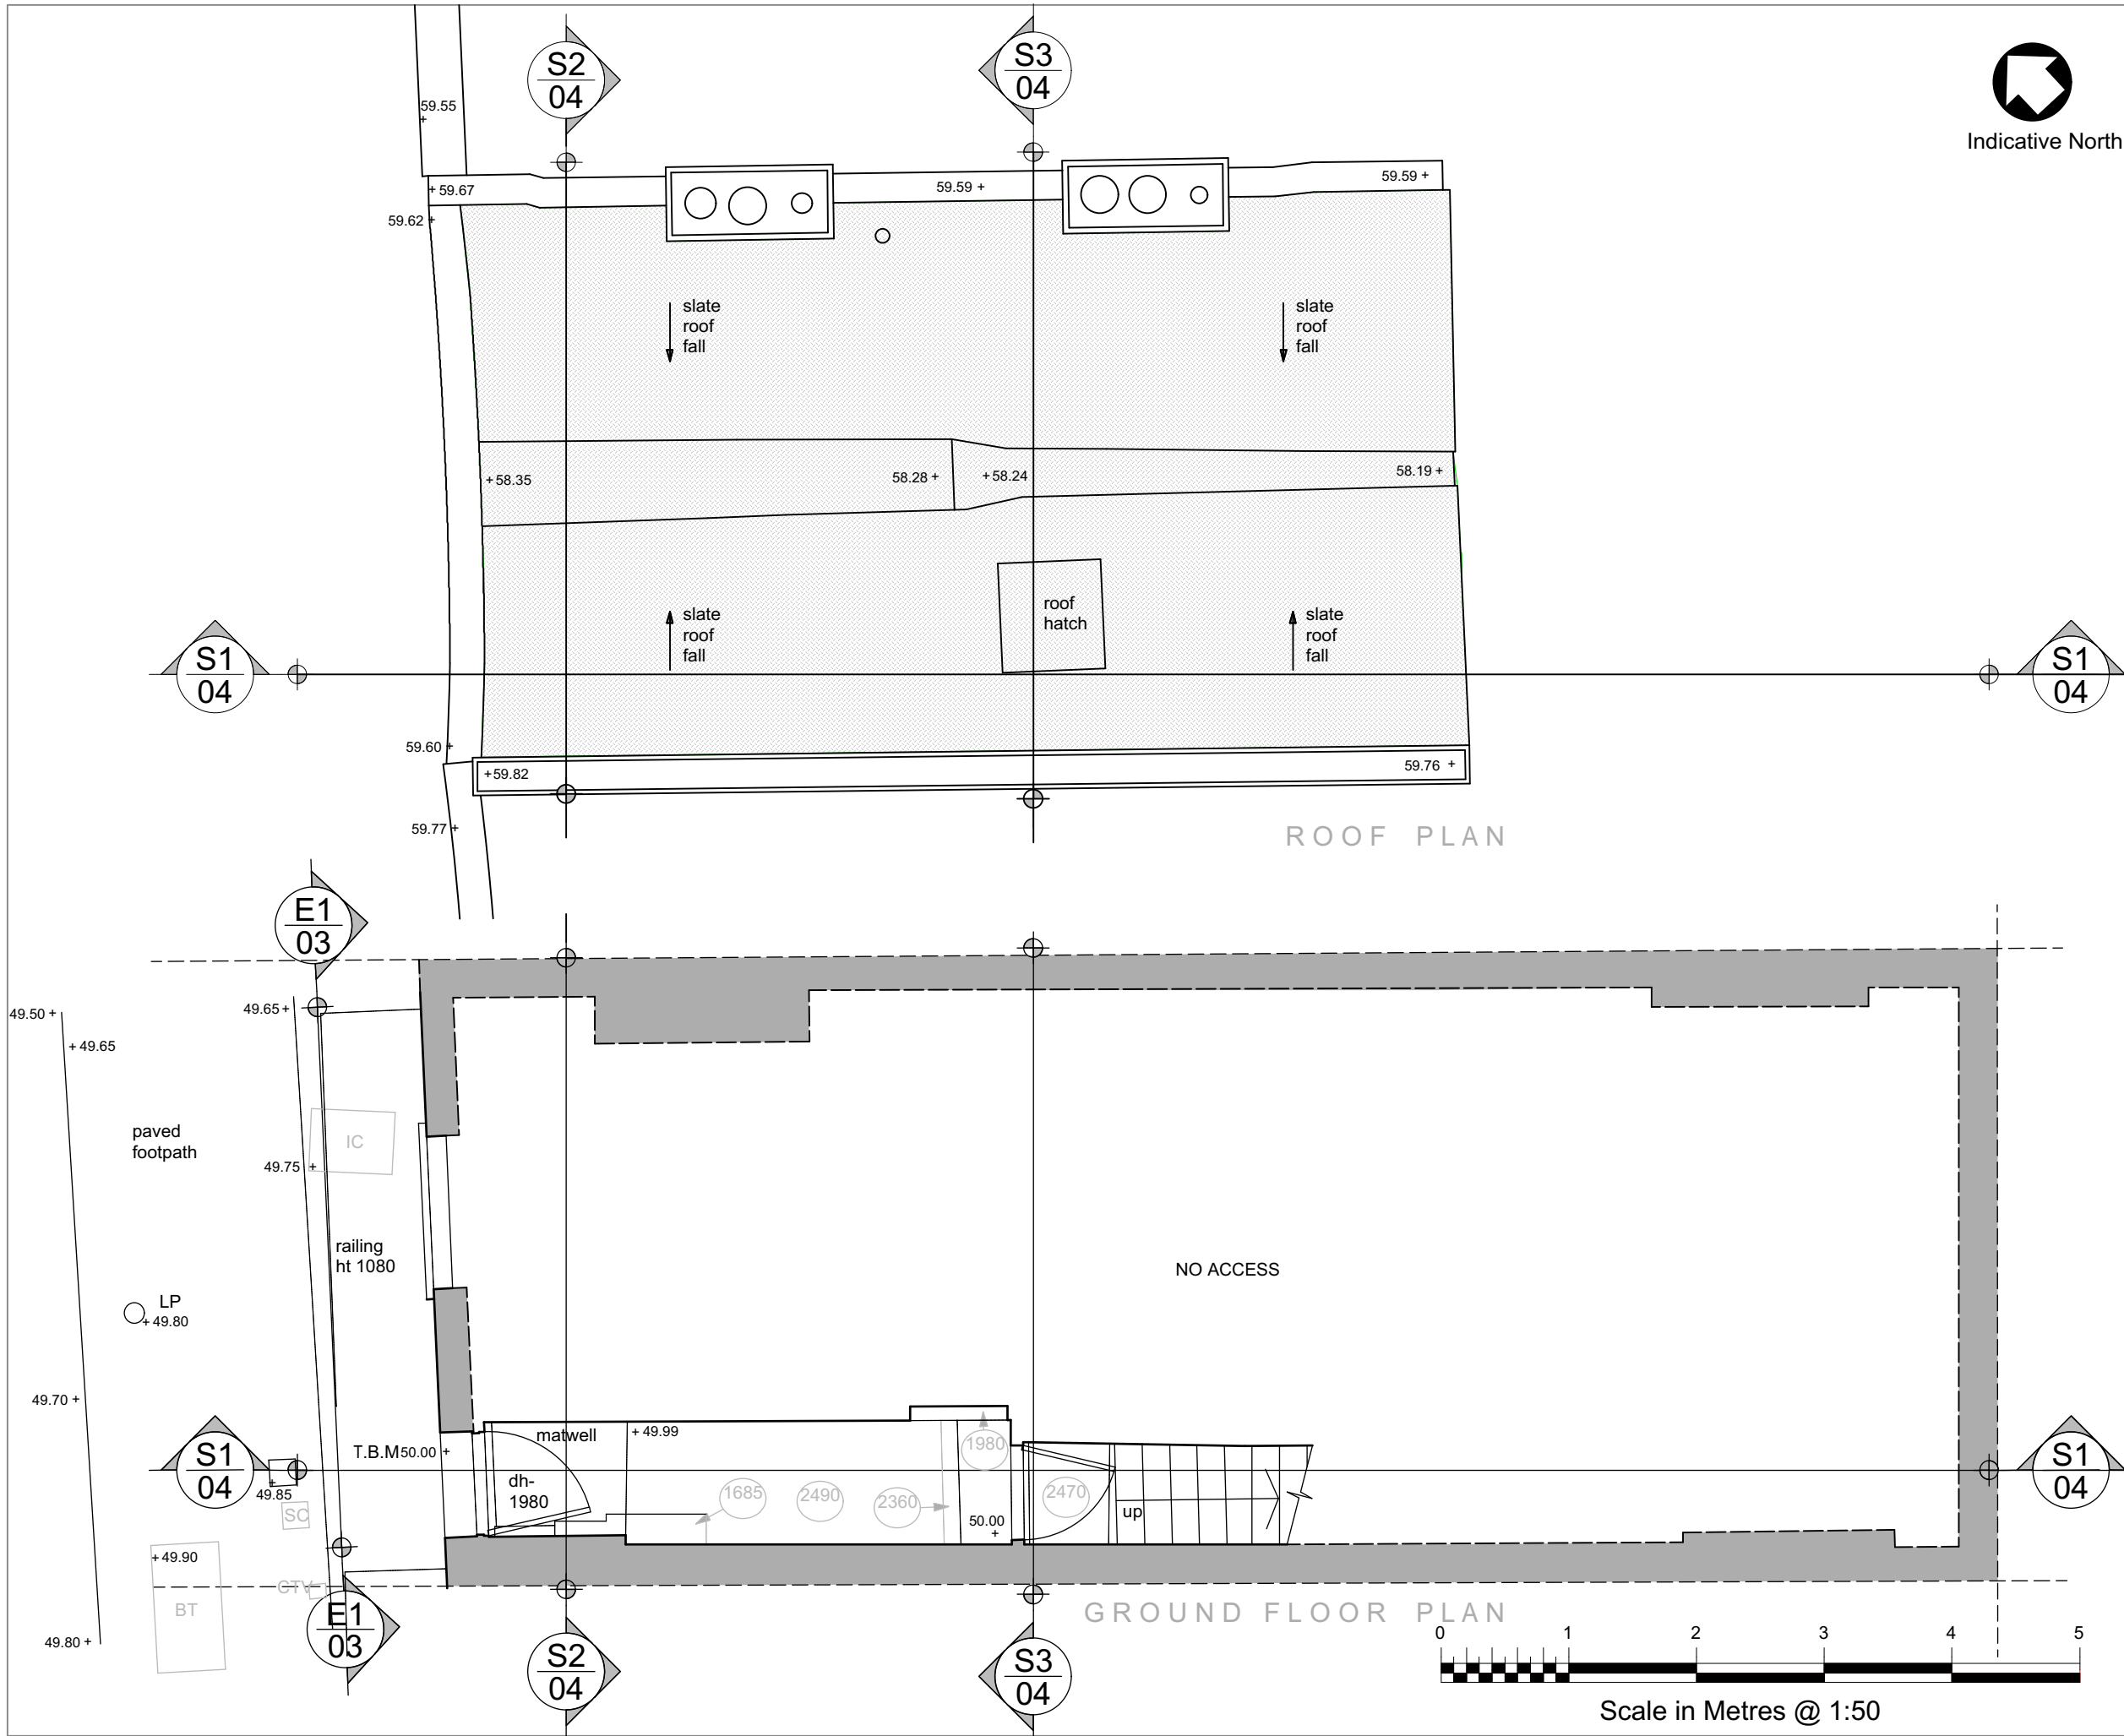 S2
04
S3
04
Indicative North
59.55
59.67
59.62
59.59
59.59
slate
roof
fall
slate
roof
fall
58.35
58.28
58.24
58.19
slate
roof
fall
roof
hatch
slate
roof
fall
S1
04
S1
04
59.60
59.82
59.76
59.77
ROOF PLAN
E1
03
49.50
49.65
49.65
paved
footpath
IC
49.75
railing
ht 1080
NO ACCESS
LP
49.80
49.70
T.B.M50.00
matwell
49.99
1980
S1
04
49.85
SC
dh-
1980
1685
2490
2360
2470
50.00
up
S1
04
49.90
CTV
BT
E1
03
49.80
GROUND FLOOR PLAN
S2
04
S3
04
0 1 2 3 4 5
Scale in Metres @ 1:50